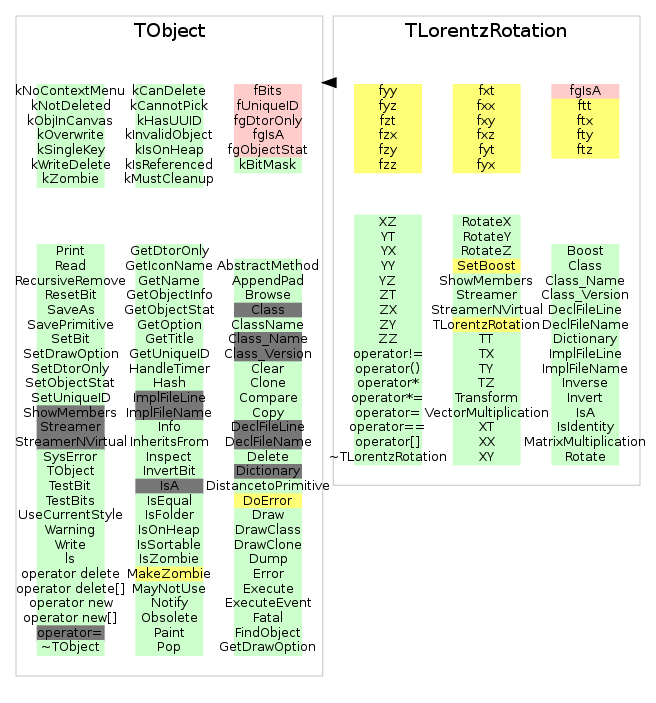 TObject
kNoContextMenu kCanDelete fBits
kNotDeleted kCannotPick fUniqueID
kObjInCanvas kHasUUID fgDtorOnly
kOverwrite kInvalidObject fgIsA
kSingleKey kIsOnHeap fgObjectStat
kWriteDelete kIsReferenced kBitMask
kZombie kMustCleanup
Print GetDtorOnly
Read GetIconName AbstractMethod
RecursiveRemove GetName AppendPad
ResetBit GetObjectInfo Browse
SaveAs GetObjectStat Class
SavePrimitive GetOption ClassName
SetBit GetTitle Class_Name
SetDrawOption GetUniqueID Class_Version
SetDtorOnly HandleTimer Clear
SetObjectStat Hash Clone
SetUniqueID ImplFileLine Compare
ShowMembers ImplFileName Copy
Streamer Info DeclFileLine
StreamerNVirtual InheritsFrom DeclFileName
SysError Inspect Delete
TObject InvertBit Dictionary
TestBit IsA DistancetoPrimitive
TestBits IsEqual DoError
UseCurrentStyle IsFolder Draw
Warning IsOnHeap DrawClass
Write IsSortable DrawClone
ls IsZombie Dump
operator delete MakeZombie Error
operator delete[] MayNotUse Execute
operator new Notify ExecuteEvent
operator new[] Obsolete Fatal
operator= Paint FindObject
~TObject Pop GetDrawOption
TLorentzRotation
fyy fxt fgIsA
fyz fxx ftt
fzt fxy ftx
fzx fxz fty
fzy fyt ftz
fzz fyx
XZ RotateX
YT RotateY
YX RotateZ Boost
YY SetBoost Class
YZ ShowMembers Class_Name
ZT Streamer Class_Version
ZX StreamerNVirtual DeclFileLine
ZY TLorentzRotation DeclFileName
ZZ TT Dictionary
operator!= TX ImplFileLine
operator() TY ImplFileName
operator* TZ Inverse
operator*= Transform Invert
operator= VectorMultiplication IsA
operator== XT IsIdentity
operator[] XX MatrixMultiplication
~TLorentzRotation XY Rotate